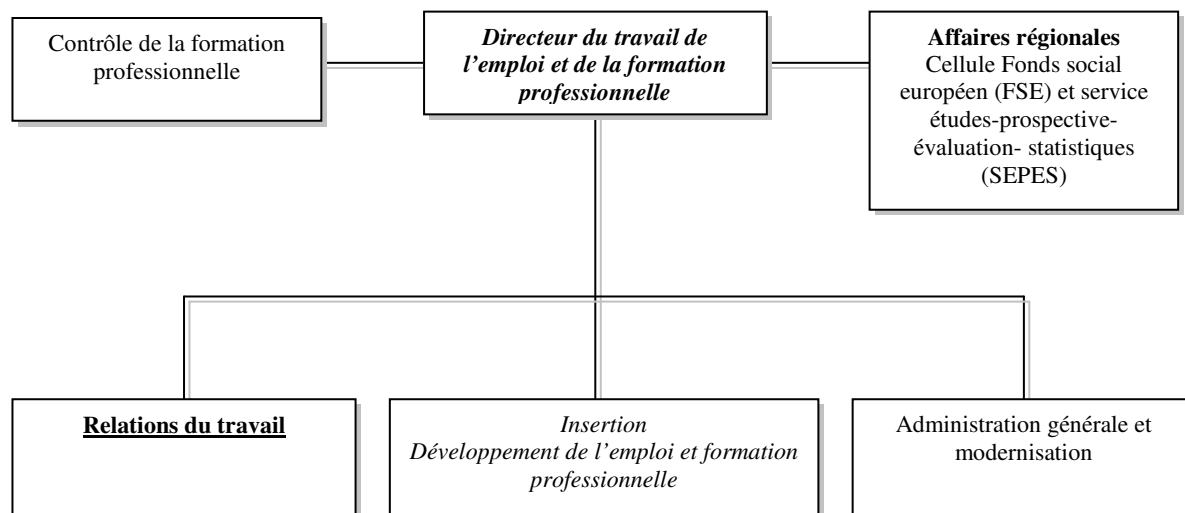 Contrôle de la formation
professionnelle
Directeur du travail de
l’emploi et de la formation
professionnelle
Affaires régionales
Cellule Fonds social
européen (FSE) et service
études-prospective-
évaluation- statistiques
(SEPES)
Relations du travail
Insertion
Développement de l’emploi et formation
professionnelle
Administration générale et
modernisation